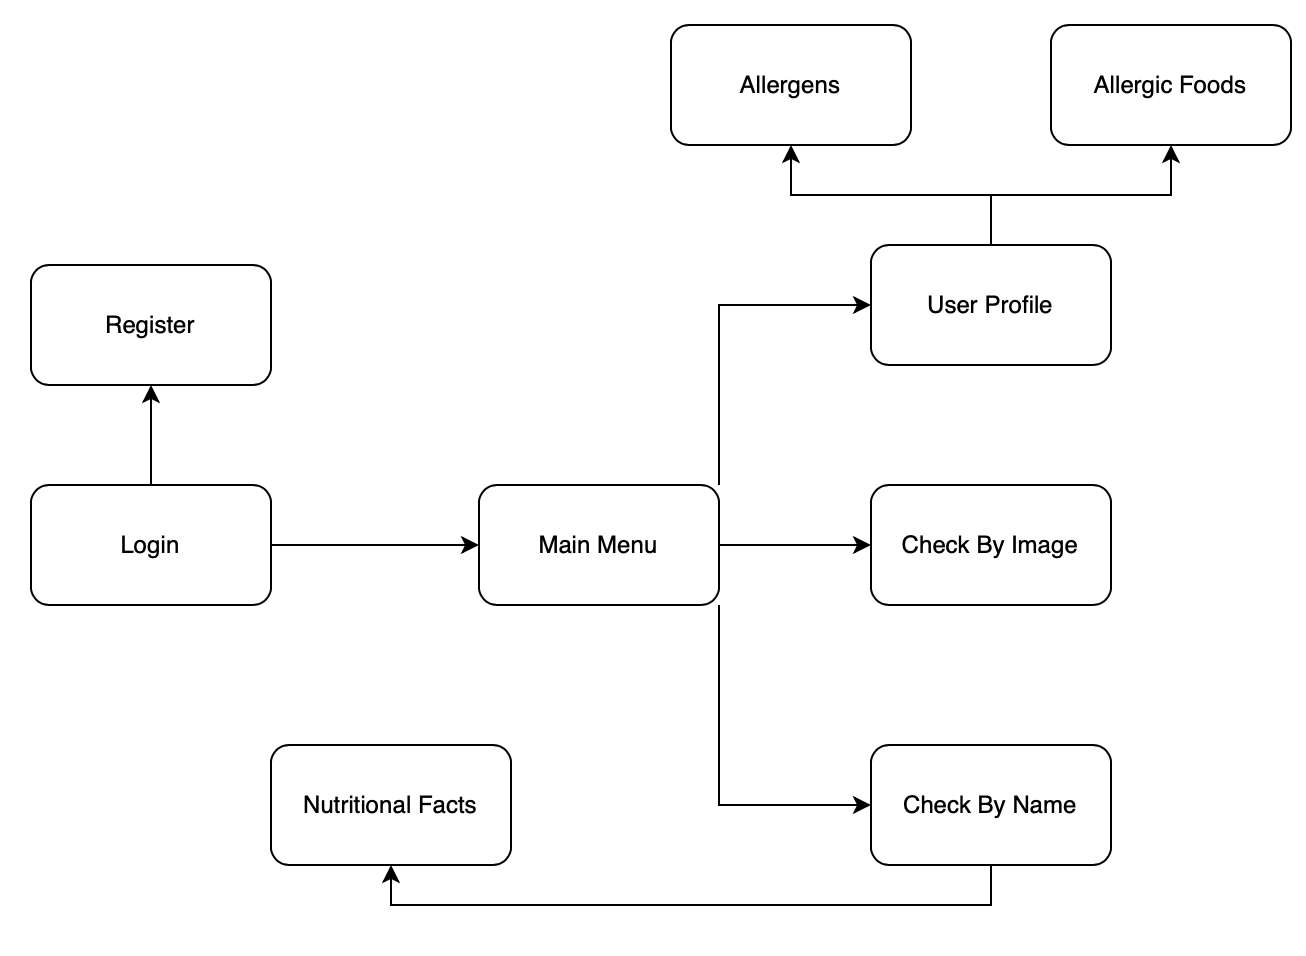 Allergens
Allergic Foods
User Profile
Register
Login
Main Menu
Check By Image
Nutritional Facts
Check By Name